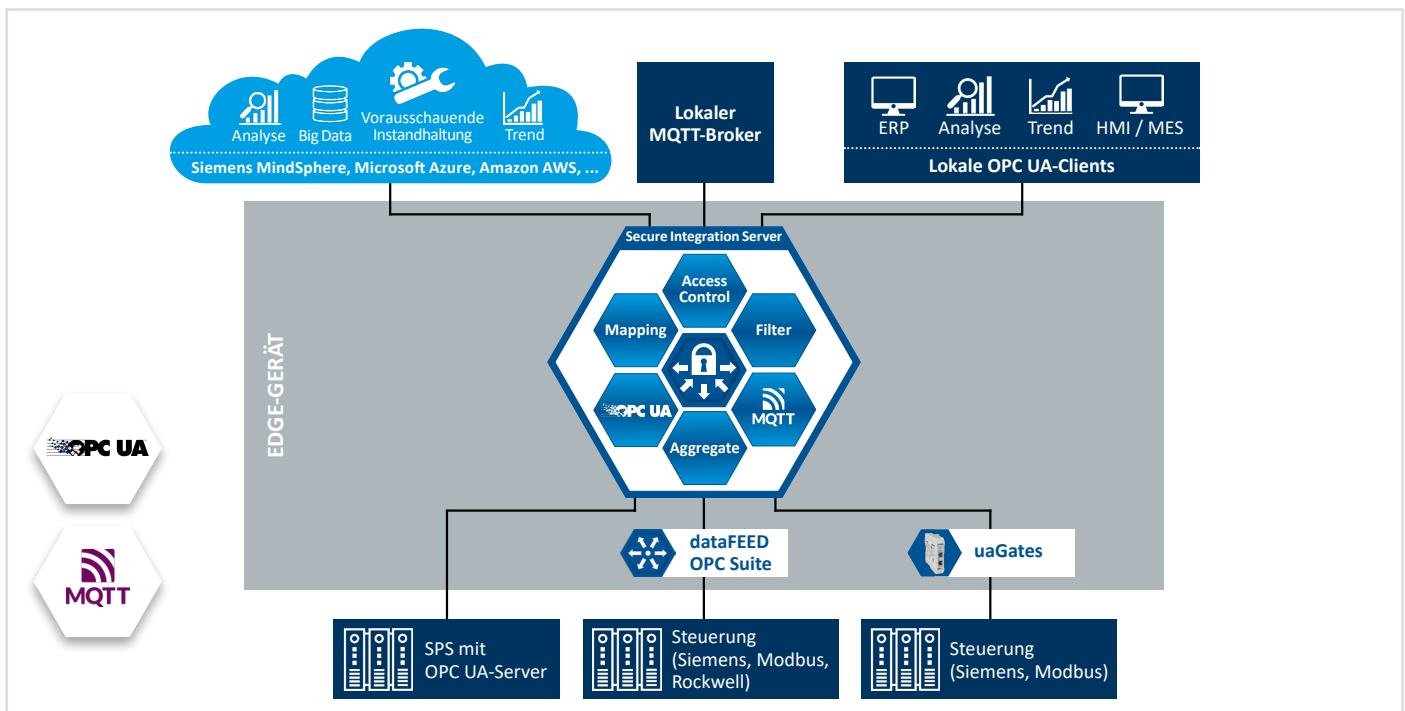 Analyse
Big Data
Vorausschauende
Instandhaltung
Trend
Siemens MindSphere, Microsoft Azure, Amazon AWS, ...
Lokaler
MQTT-Broker
ERP
Analyse
Trend
HMI / MES
Lokale OPC UA-Clients
EDGE-GERÄT
Secure Integration Server
Access
Control
Mapping
Filter
OPC UA
MQTT
Aggregate
OPC UA
MQTT
dataFEED
OPC Suite
uaGates
SPS mit
OPC UA-Server
Steuerung
(Siemens, Modbus,
Rockwell)
Steuerung
(Siemens, Modbus)